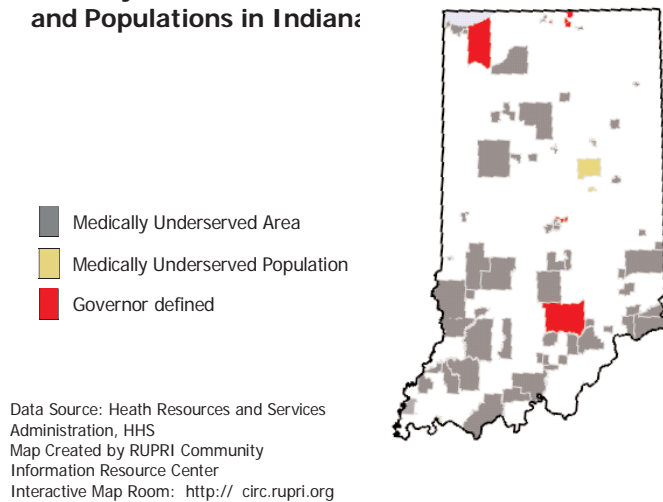 and Populations in Indiana
Medically Underserved Area
Medically Underserved Population
Governor defined
Data Source: Heath Resources and Services
Administration, HHS
Map Created by RUPRI Community
Information Resource Center
Interactive Map Room: http:// circ.rupri.org